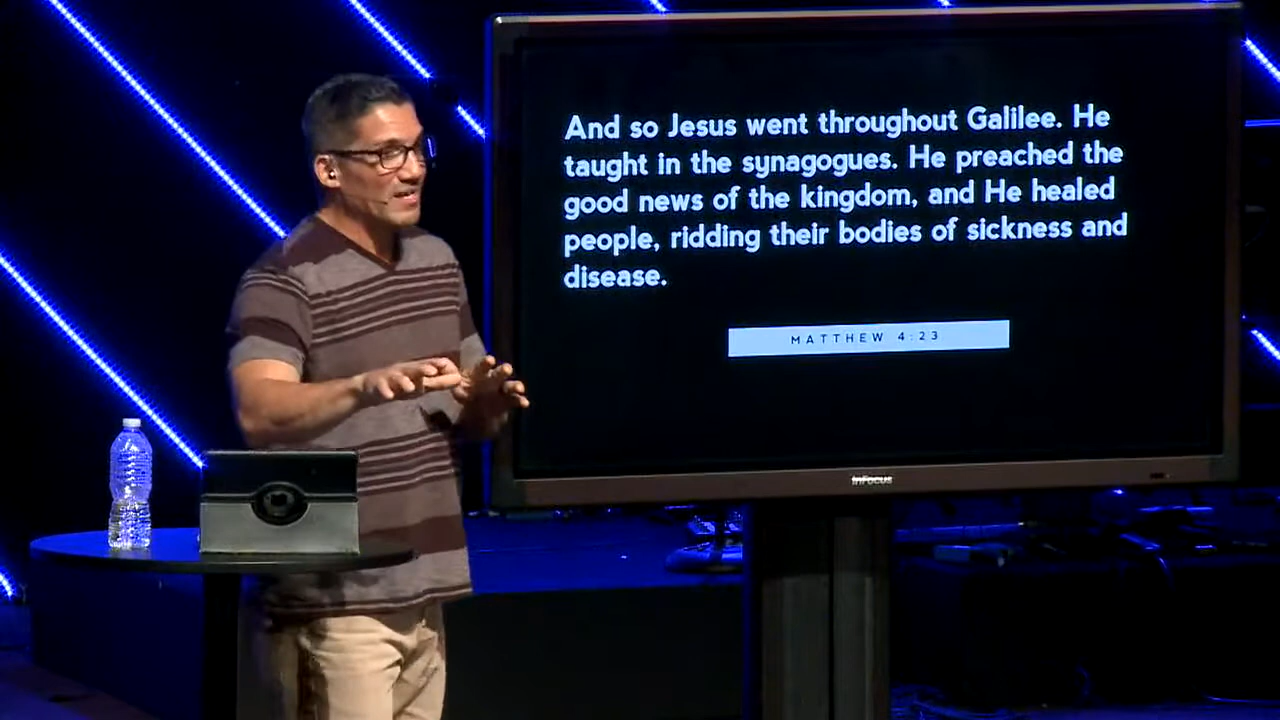 And so Jesus went throughout Galilee. He
taught in the synagogues. He preached the
good news of the kingdom, and He healed
people, ridding their bodies of sickness and
disease.
MATTHEW 4:23
InFocus